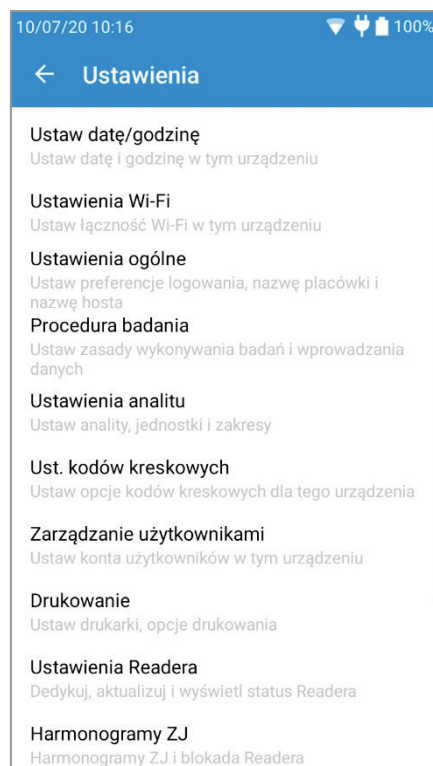 10/07/20 10:16 100%
Ustawienia
Ustaw datę/godzinę
Ustaw datę i godzinę w tym urządzeniu
Ustawienia Wi-Fi
Ustaw łączność Wi-Fi w tym urządzeniu
Ustawienia ogólne
Ustaw preferencje logowania, nazwę placówki i
nazwę hosta
Procedura badania
Ustaw zasady wykonywania badań i wprowadzania
danych
Ustawienia analitu
Ustaw anality, jednostki i zakresy
Ust. kodów kreskowych
Ustaw opcje kodów kreskowych dla tego urządzenia
Zarządzanie użytkownikami
Ustaw konta użytkowników w tym urządzeniu
Drukowanie
Ustaw drukarki, opcje drukowania
Ustawienia Readera
Dedykuj, aktualizuj i wyświetl status Readera
Harmonogramy ZJ
Harmonogramy ZJ i blokada Readera